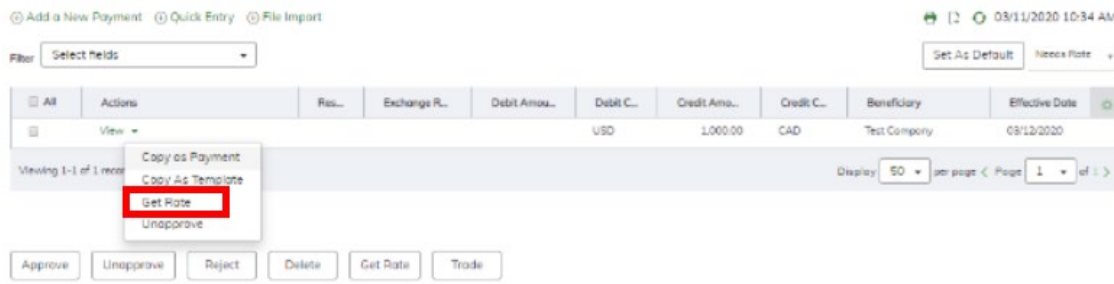 Add a New Payment Quick Entry File Import 03/11/2020 10:34 AM
Filter Select fields Set As Default Needs Rate
All Actions Res... Exchange R... Debit Amou... Debit C... Credit Amo... Credit C... Beneficiary Effective Date
View USD 1,000.00 CAD Test Company 03/12/2020
Copy as Payment
Viewing 1-1 of 1 recor Display 50 per page < Page 1 of 1 >
Copy As Template
Get Rate
Unapprove
Approve Unapprove Reject Delete Get Rate Trade